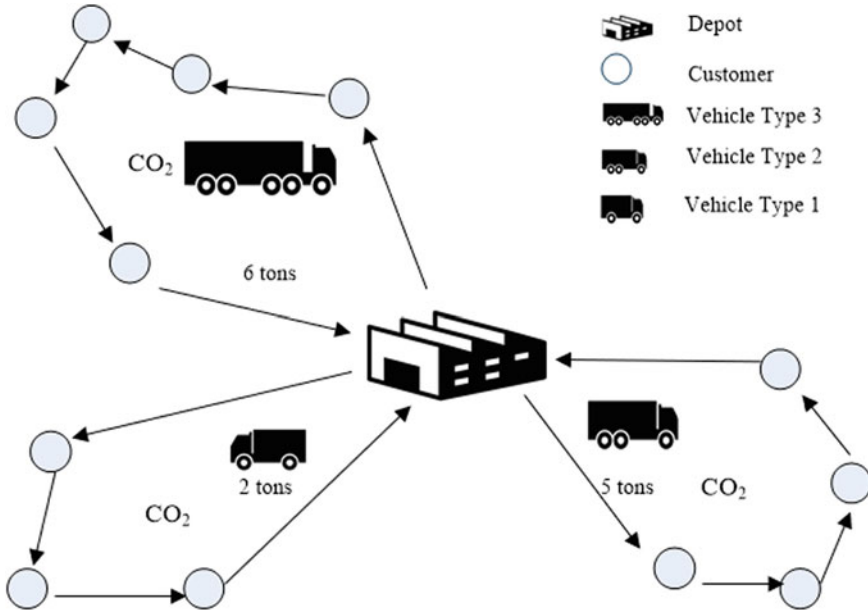 Depot
Customer
Vehicle Type 3
Vehicle Type 2
Vehicle Type 1
CO₂
6 tons
2 tons
CO₂
5 tons
CO₂